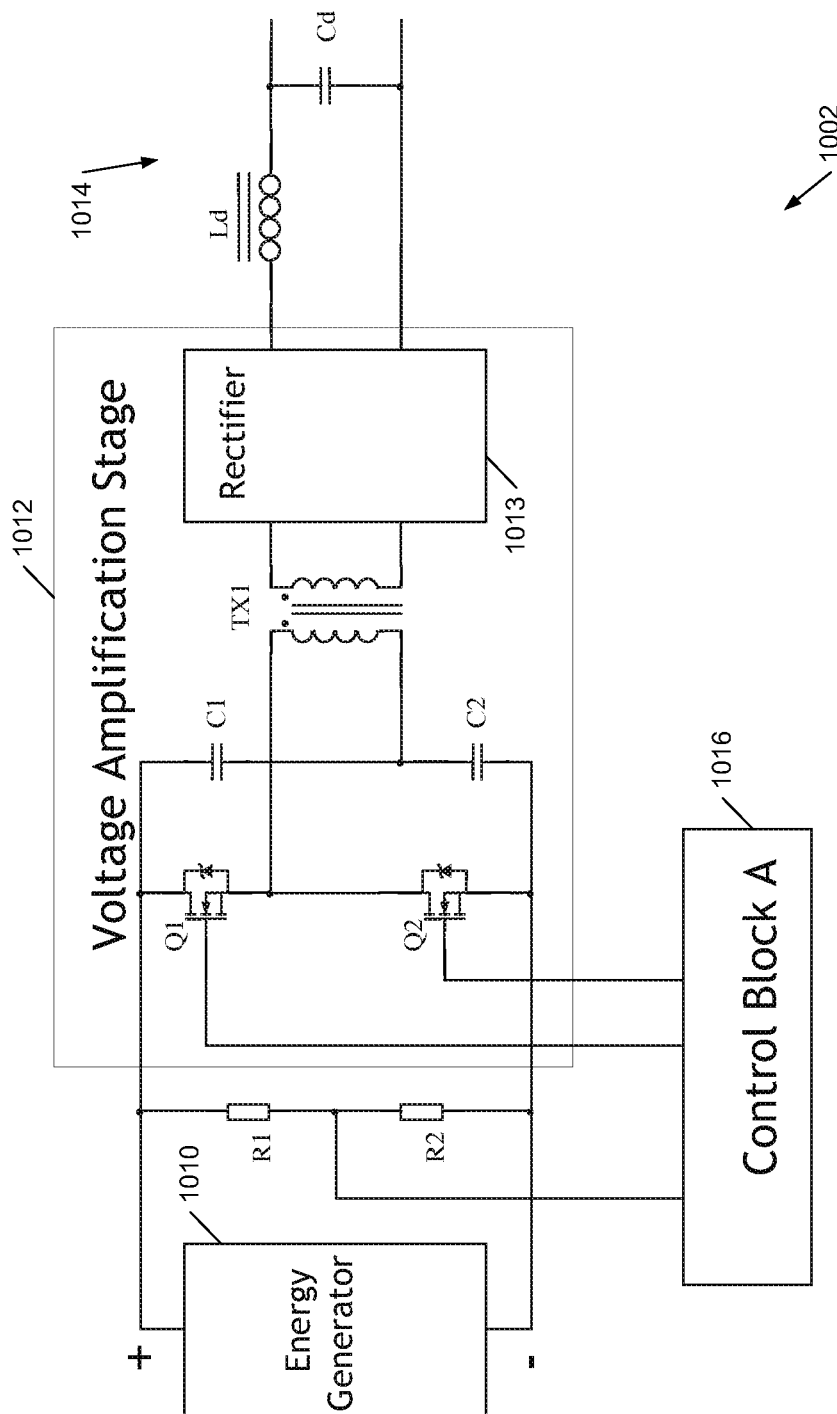 1014
Ld
Cd
1002
1012
Voltage Amplification Stage
Rectifier
1013
TX1
C1
C2
Q1
Q2
1016
Control Block A
R1
R2
1010
Energy
Generator
+
-